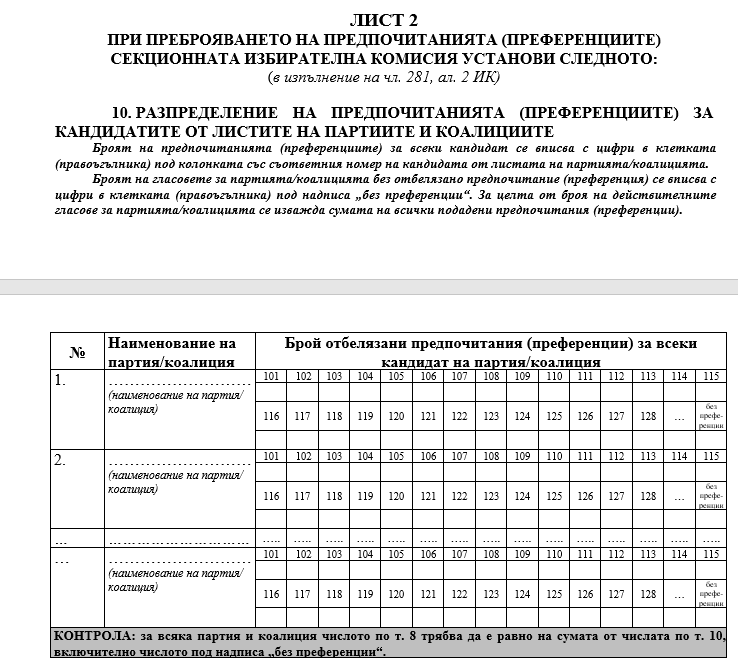 ЛИСТ 2
ПРИ ПРЕБРОЯВАНЕТО НА ПРЕДПОЧИТАНИЯТА (ПРЕФЕРЕНЦИИТЕ)
СЕКЦИОННАТА ИЗБИРАТЕЛНА КОМИСИЯ УСТАНОВИ СЛЕДНОТО:
(в изпълнение на чл. 281, ал. 2 ИК)
10. РАЗПРЕДЕЛЕНИЕ НА ПРЕДПОЧИТАНИЯТА (ПРЕФЕРЕНЦИИТЕ) ЗА
КАНДИДАТИТЕ ОТ ЛИСТИТЕ НА ПАРТИИТЕ И КОАЛИЦИИТЕ
Броят на предпочитанията (преференциите) за всеки кандидат се вписва с цифри в клетката
(правоъгълника) под колонката със съответния номер на кандидата от листата на партията/коалицията.
Броят на гласовете за партията/коалицията без отбелязано предпочитание (преференция) се вписва с
цифри в клетката (правоъгълника) под надписа „без преференции“. За целта от броя на действителните
гласове за партията/коалицията се изважда сумата на всички подадени предпочитания (преференции).
№ Наименование на Брой отбелязани предпочитания (преференции) за всеки
партия/коалиция кандидат на партия/коалиция
1. ............................ 101 102 103 104 105 106 107 108 109 110 111 112 113 114 115
(наименование на партия/
коалиция) 116 117 118 119 120 121 122 123 124 125 126 127 128 … без
префе-
ренции
2. ............................ 101 102 103 104 105 106 107 108 109 110 111 112 113 114 115
(наименование на партия/
коалиция) 116 117 118 119 120 121 122 123 124 125 126 127 128 … без
префе-
ренции
… ………………………… ….. ….. ….. ….. ….. ….. ….. ….. ….. ….. ….. ….. ….. ….. …..
… ............................ 101 102 103 104 105 106 107 108 109 110 111 112 113 114 115
(наименование на партия/
коалиция) 116 117 118 119 120 121 122 123 124 125 126 127 128 … без
префе-
ренции
КОНТРОЛА: за всяка партия и коалиция числото по т. 8 трябва да е равно на сумата от числата по т. 10,
включително числото под надписа „без преференции“.